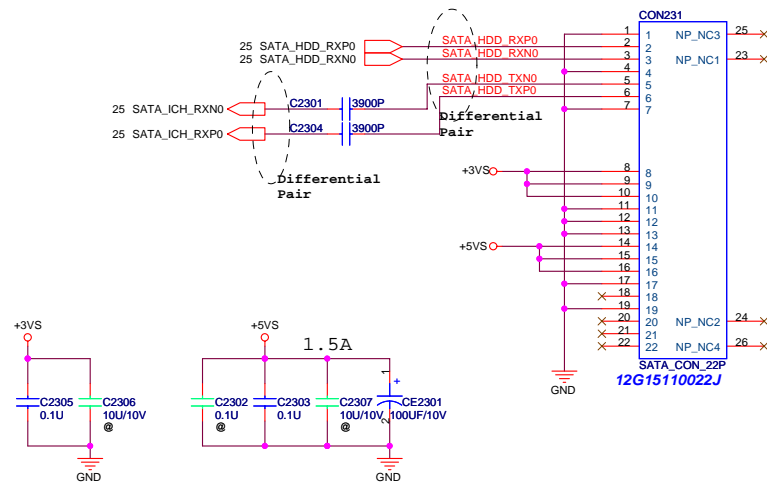 CON231
1 1 NP_NC3 25
25 SATA_HDD_RXP0 SATA_HDD_RXP0 2 2
25 SATA_HDD_RXN0 SATA_HDD_RXN0 3 3 NP_NC1 23
4 4
SATA_HDD_TXN0 5 5
SATA_HDD_TXP0 6 6
25 SATA_ICH_RXN0 C2301 3900P 7 7
Differential
Pair
25 SATA_ICH_RXP0 C2304 3900P
Differential
Pair
+3VS 8 8
9 9
10 10
11 11
12 12
13 13
+5VS 14 14
15 15
16 16
17 17
18 18
19 19
20 20 NP_NC2 24
21 21
22 22 NP_NC4 26
SATA_CON_22P
12G15110022J
GND
+3VS
C2305
0.1U
C2306
10U/10V
@
GND
+5VS
1.5A
C2302
0.1U
@
C2303
0.1U
C2307
10U/10V
@
1
+
CE2301
100UF/10V
2
GND